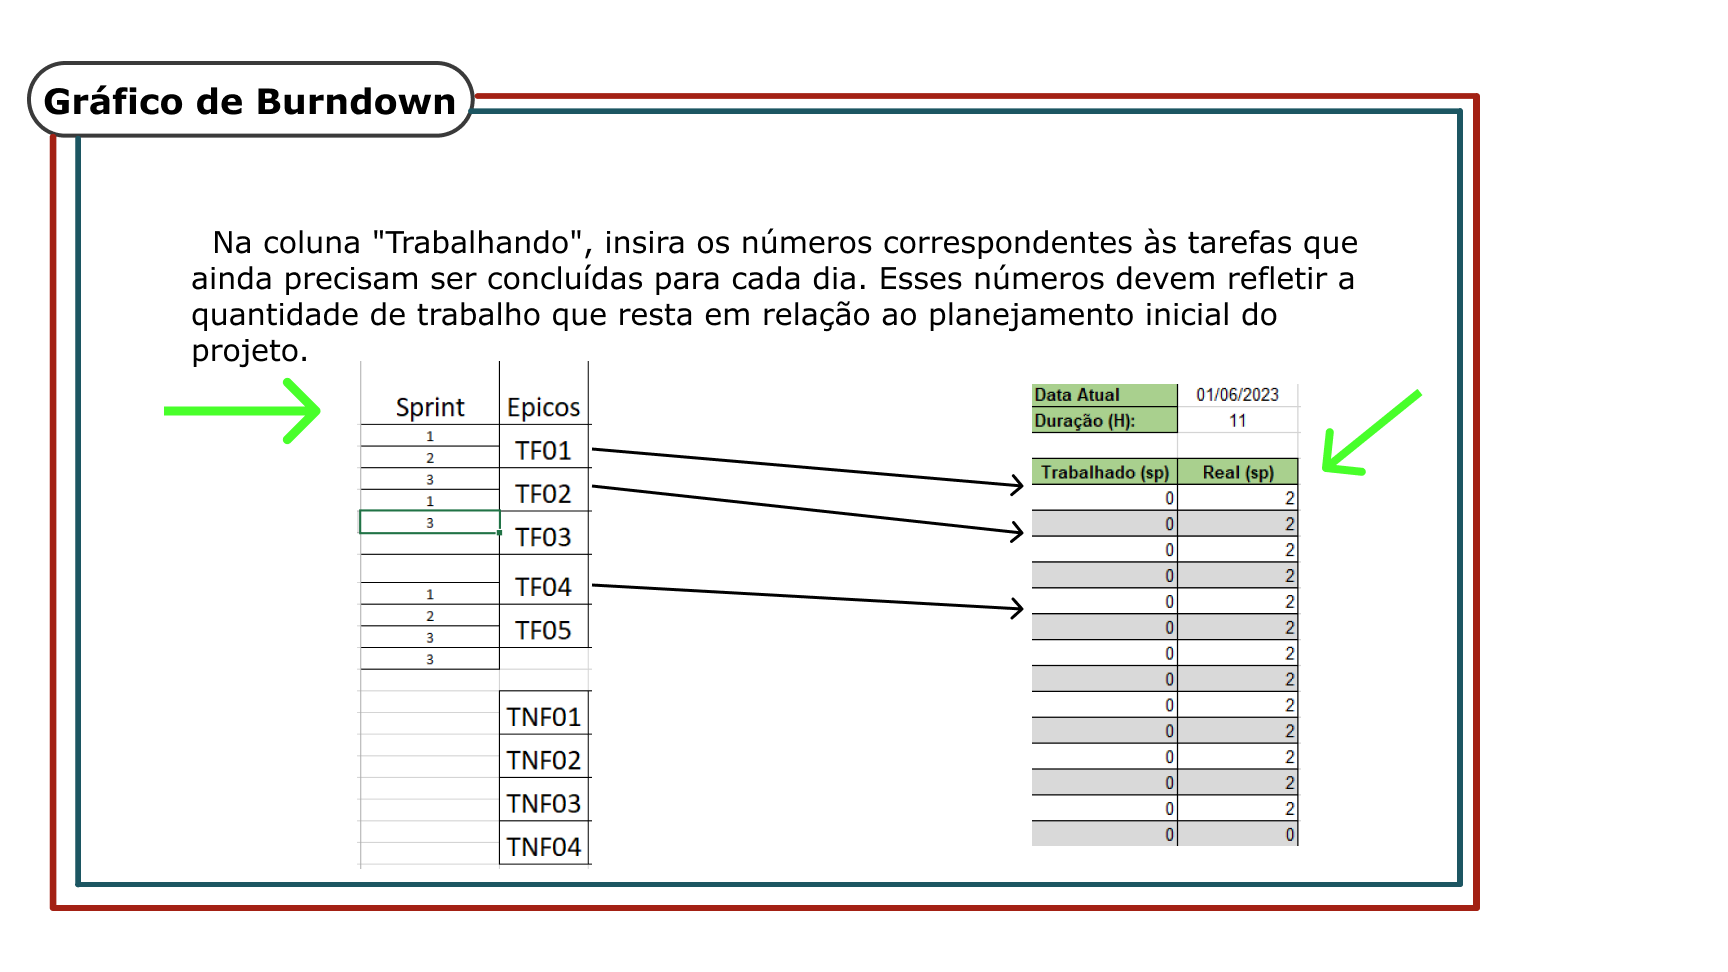 Gráfico de Burndown
Na coluna "Trabalhando", insira os números correspondentes às tarefas que
ainda precisam ser concluídas para cada dia. Esses números devem refletir a
quantidade de trabalho que resta em relação ao planejamento inicial do
projeto.
Sprint Epicos
1
2
3
1
3
1
2
3
3
TF01
TF02
TF03
TF04
TF05
TNF01
TNF02
TNF03
TNF04
Data Atual 01/06/2023
Duração (H): 11
Trabalhado (sp) Real (sp)
0 2
0 2
0 2
0 2
0 2
0 2
0 2
0 2
0 2
0 2
0 2
0 2
0 2
0 0